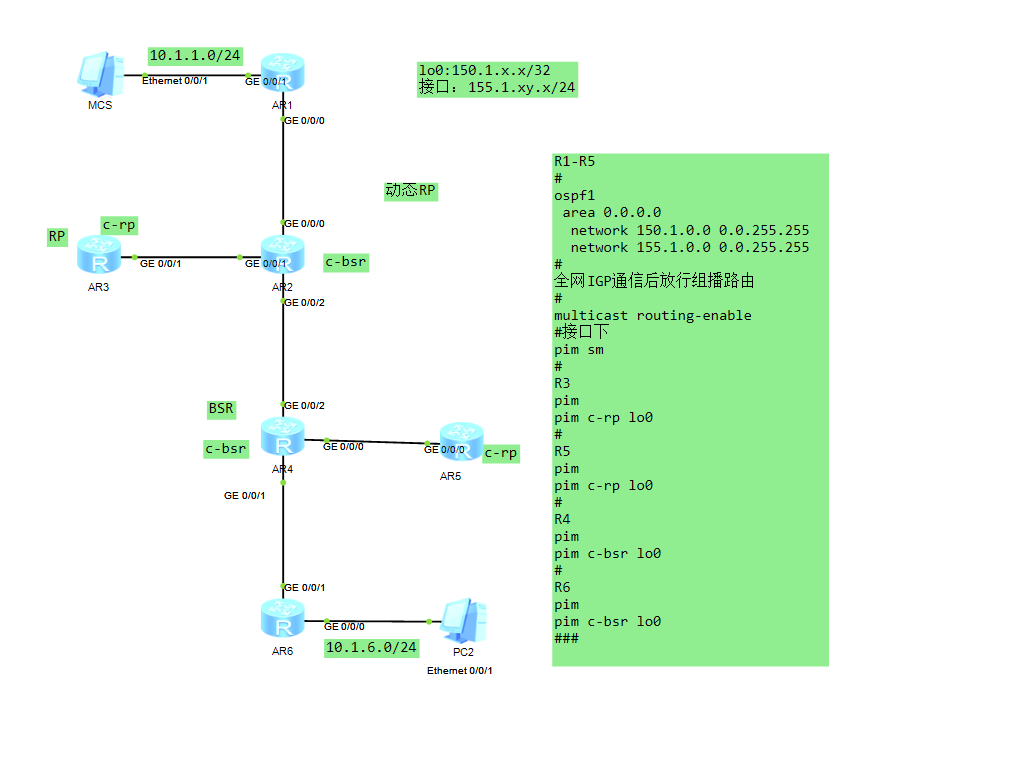 10.1.1.0/24
Ethernet 0/0/1
GE 0/0/1
MCS
AR1
lo0:150.1.x.x/32
接口：155.1.xy.x/24
GE 0/0/0
动态RP
GE 0/0/0
c-rp
RP
GE 0/0/1
GE 0/0/1
c-bsr
AR3
AR2
GE 0/0/2
GE 0/0/2
BSR
c-bsr
GE 0/0/0
GE 0/0/0
c-rp
AR4
AR5
GE 0/0/1
GE 0/0/1
GE 0/0/0
10.1.6.0/24
AR6
PC2
Ethernet 0/0/1
R1-R5
#
ospf1
area 0.0.0.0
network 150.1.0.0 0.0.255.255
network 155.1.0.0 0.0.255.255
#
全网IGP通信后放行组播路由
#
multicast routing-enable
#接口下
pim sm
#
R3
pim
pim c-rp lo0
#
R5
pim
pim c-rp lo0
#
R4
pim
pim c-bsr lo0
#
R6
pim
pim c-bsr lo0
###